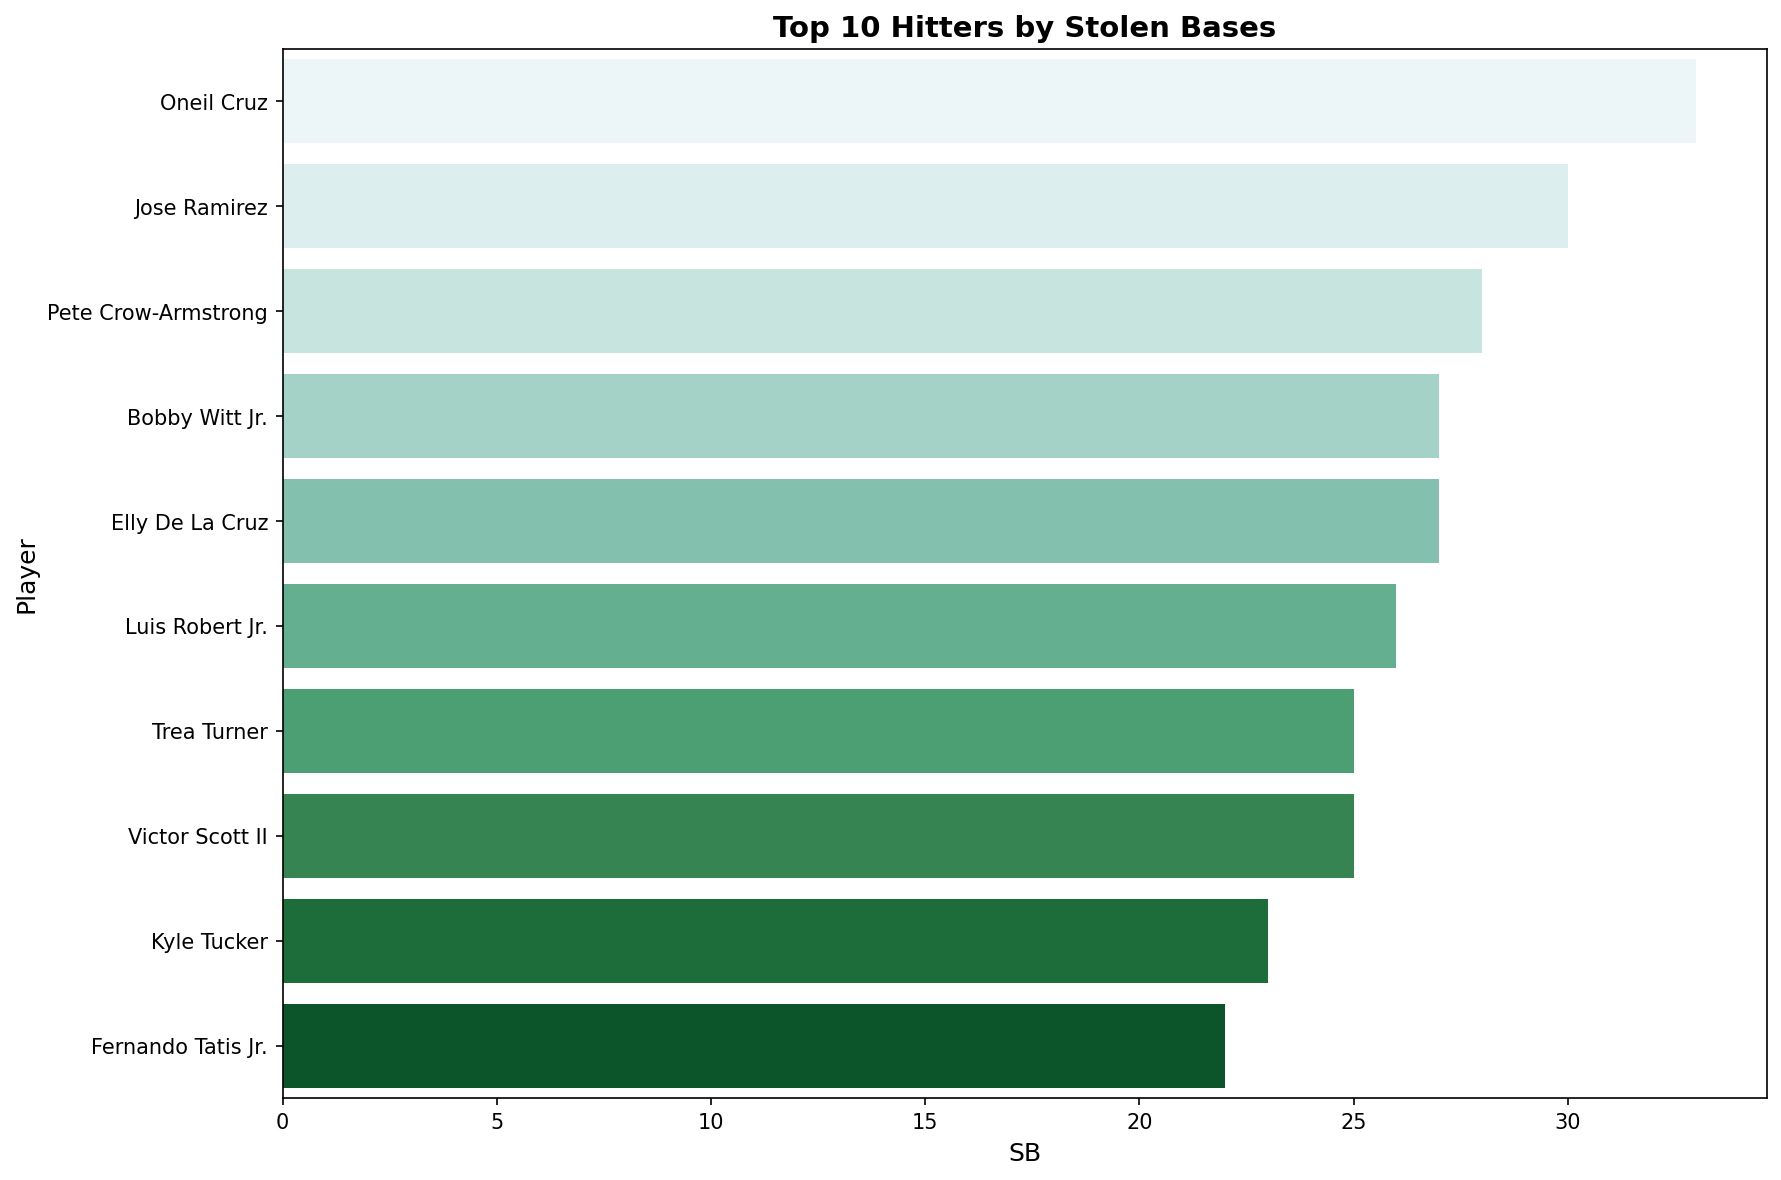 Top 10 Hitters by Stolen Bases
Player
Oneil Cruz
Jose Ramirez
Pete Crow-Armstrong
Bobby Witt Jr.
Elly De La Cruz
Luis Robert Jr.
Trea Turner
Victor Scott II
Kyle Tucker
Fernando Tatis Jr.
0 5 10 15 20 25 30
SB